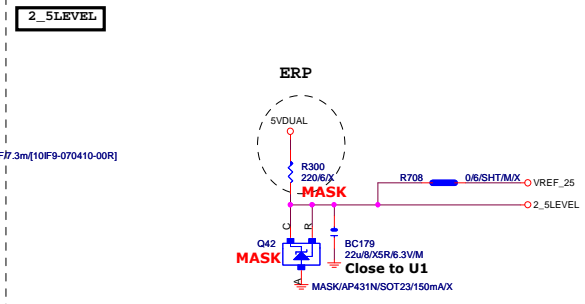 2_5LEVEL
ERP
5VDUAL
F/7.3m/[10IF9-070410-00R]
R300
220/6/X
MASK
R708
0/6/SHT/M/X
VREF_25
2_5LEVEL
C
R
Q42
MASK
BC179
22u/8/X5R/6.3V/M
Close to U1
A
MASK/AP431N/SOT23/150mA/X